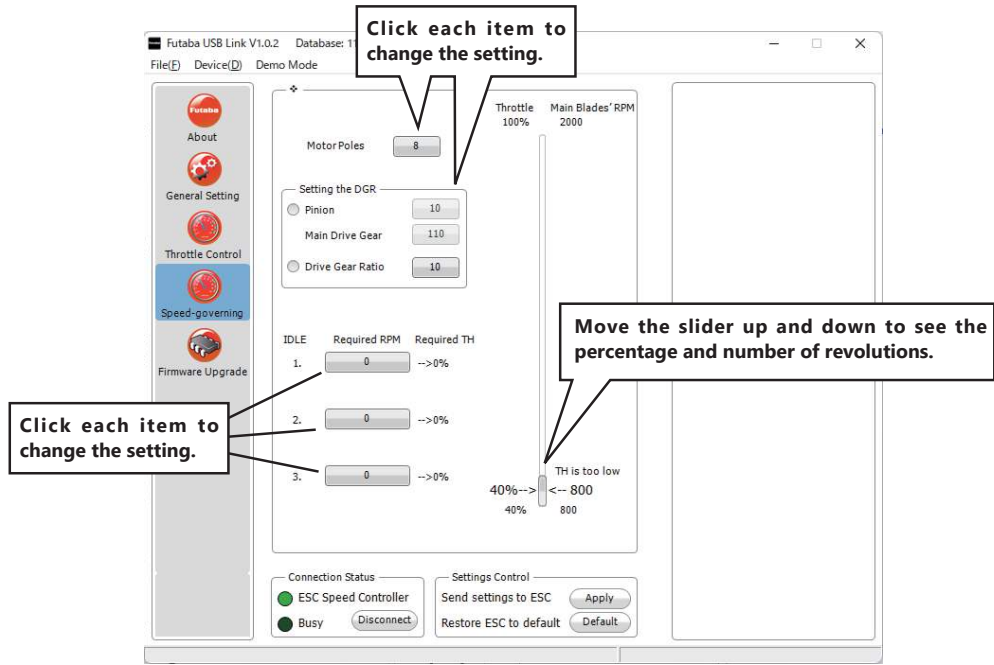 Click each item to
change the setting.
Futaba USB Link V1.0.2 Database: 11
File(F) Device(D) Demo Mode
Futaba
About
General Setting
Throttle Control
Speed-governing
Firmware Upgrade
Throttle Main Blades' RPM
100% 2000
Motor Poles 8
Setting the DGR
Pinion 10
Main Drive Gear 110
Drive Gear Ratio 10
Move the slider up and down to see the
percentage and number of revolutions.
IDLE Required RPM Required TH
1. 0 -->0%
2. 0 -->0%
3. 0 -->0%
Click each item to
change the setting.
TH is too low
40%--> <-- 800
40% 800
Connection Status
ESC Speed Controller
Busy Disconnect
Settings Control
Send settings to ESC Apply
Restore ESC to default Default